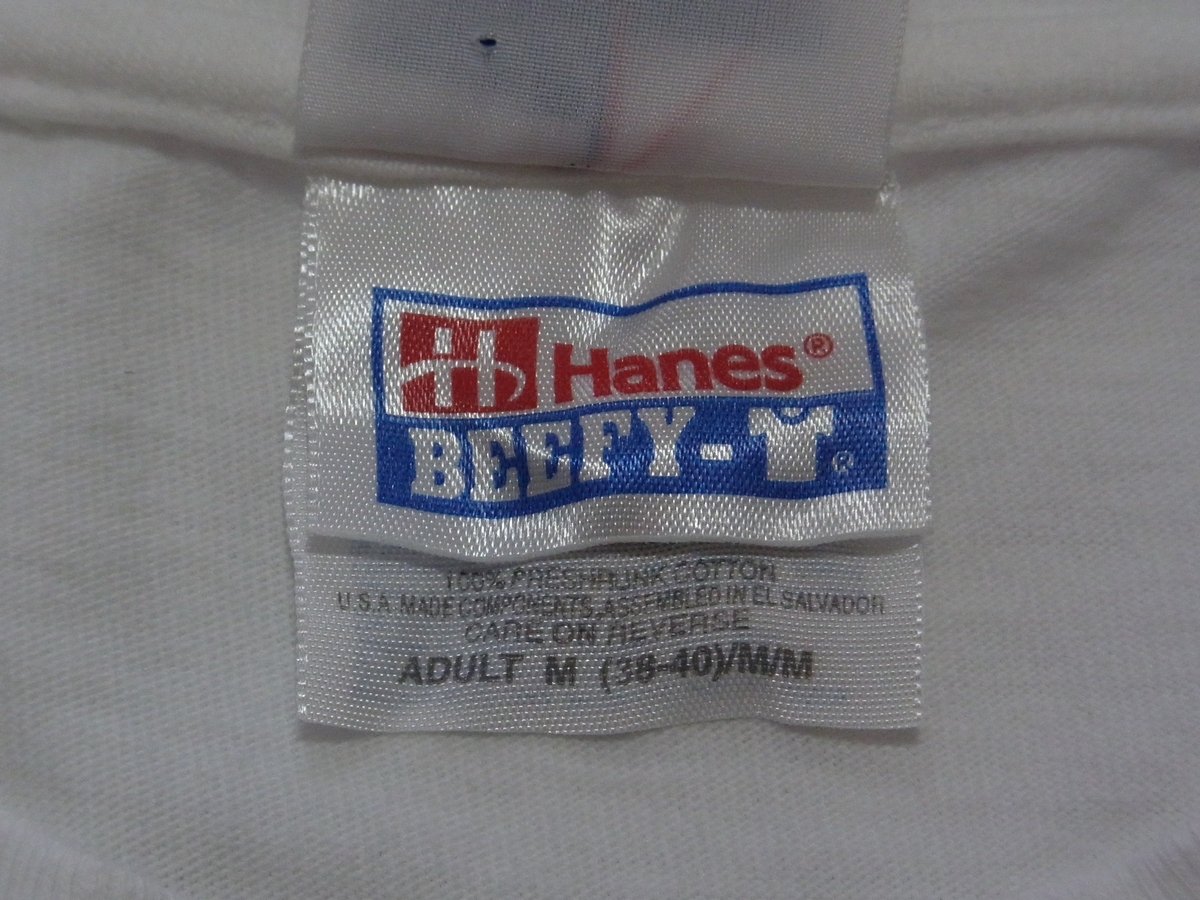 H Hanes®
BEEFY-T®
100% PRESHRUNK COTTON
U.S.A. MADE COMPONENTS, ASSEMBLED IN EL SALVADOR
CARE ON REVERSE
ADULT M (38-40)/M/M